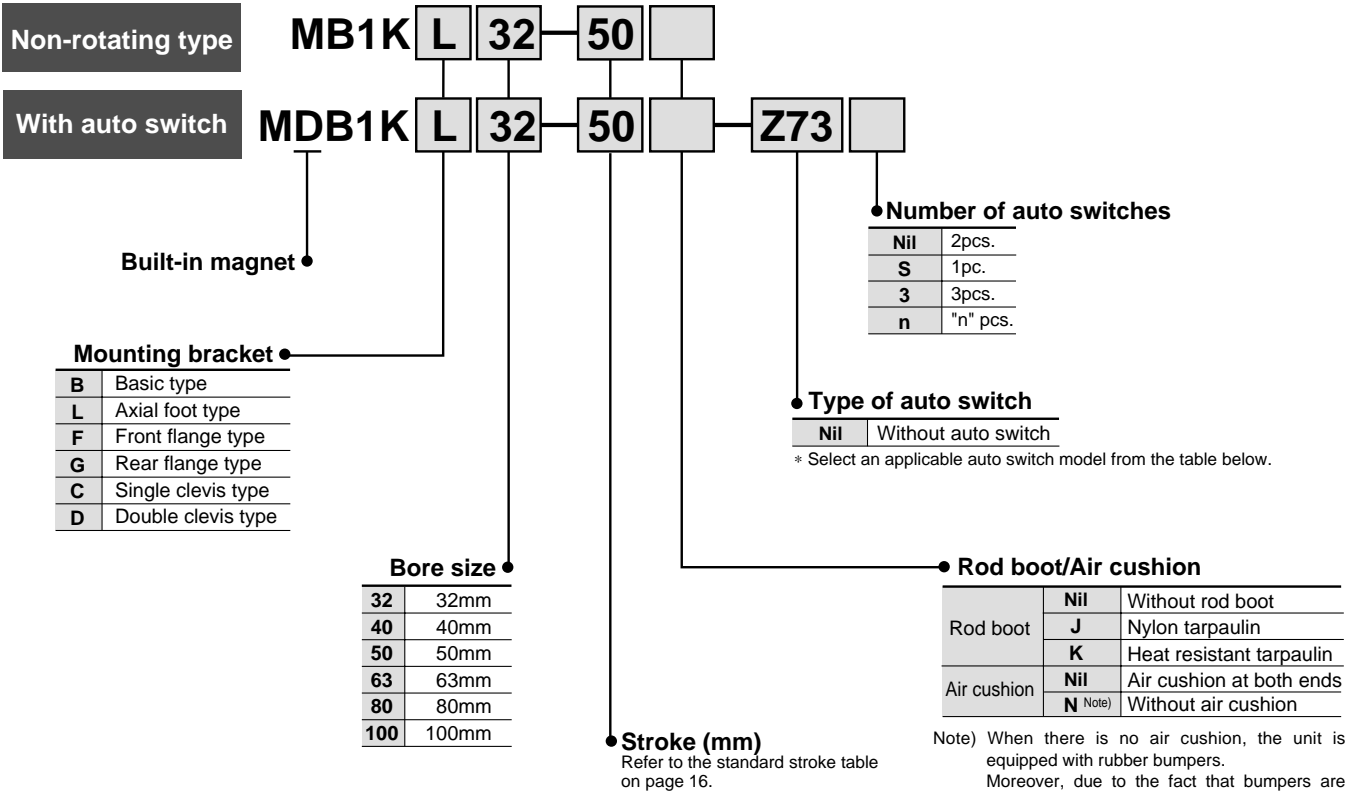 Non-rotating type MB1K L 32 - 50
With auto switch MDB1K L 32 - 50 - Z73
Number of auto switches
Nil 2pcs.
S 1pc.
3 3pcs.
n "n" pcs.
Built-in magnet
Mounting bracket
B Basic type
L Axial foot type
F Front flange type
G Rear flange type
C Single clevis type
D Double clevis type
Type of auto switch
Nil Without auto switch
* Select an applicable auto switch model from the table below.
Bore size
32 32mm
40 40mm
50 50mm
63 63mm
80 80mm
100 100mm
Stroke (mm)
Refer to the standard stroke table
on page 16.
Rod boot/Air cushion
Rod boot Nil Without rod boot
J Nylon tarpaulin
K Heat resistant tarpaulin
Air cushion Nil Air cushion at both ends
N Note) Without air cushion
Note) When there is no air cushion, the unit is
equipped with rubber bumpers.
Moreover, due to the fact that bumpers are